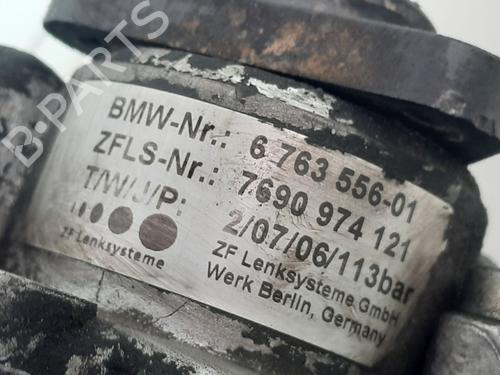 B-PARTS
BMW-Nr.: 6 763 556-01
ZFLS-Nr.: 7690 974 121
T/W/J/P: 2/07/06/113bar
ZF Lenksysteme
ZF Lenksysteme GmbH
Werk Berlin, Germany